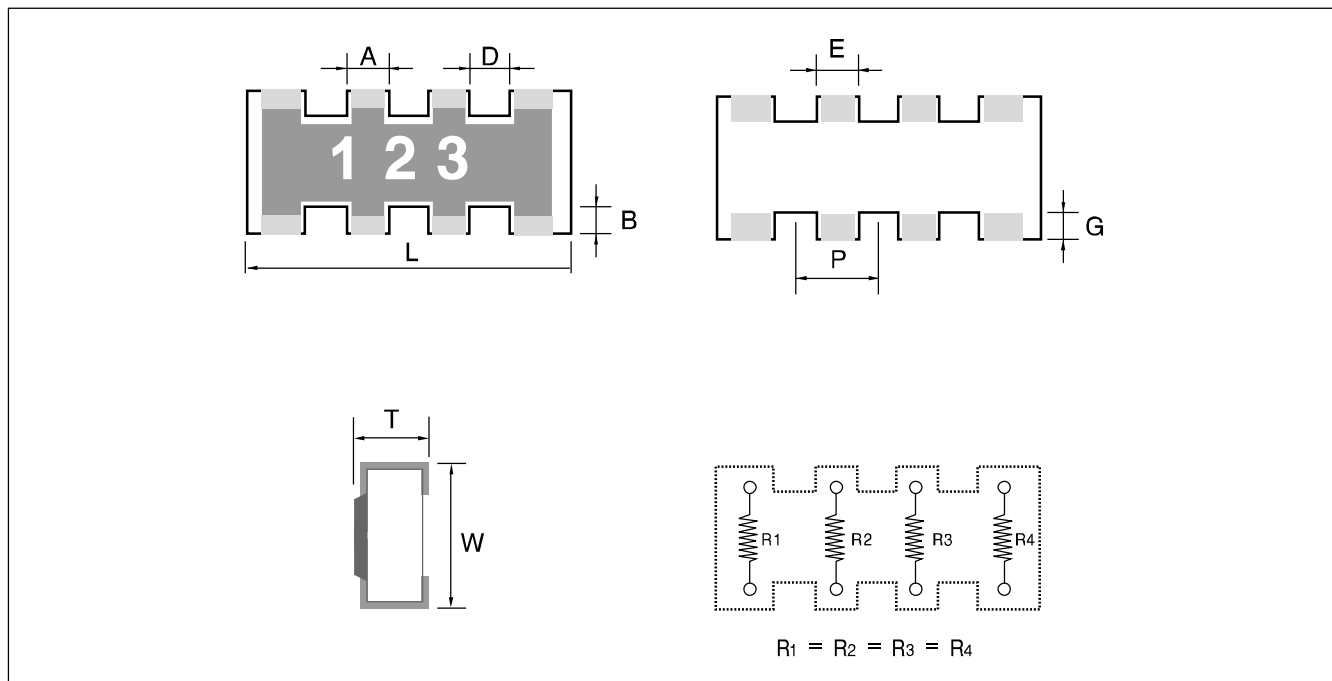 A D
1 2 3
B
L
E
G
P
T
W
R1 R2 R3 R4
R1 = R2 = R3 = R4